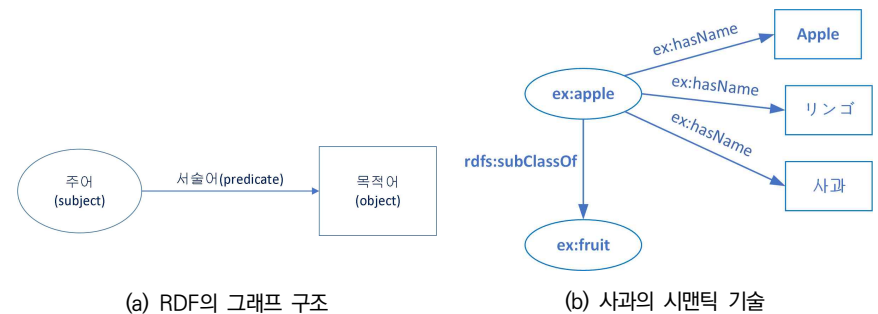 주어
(subject)
서술어(predicate)
목적어
(object)
(a) RDF의 그래프 구조
ex:apple
ex:hasName
Apple
ex:hasName
リンゴ
ex:hasName
사과
rdfs:subClassOf
ex:fruit
(b) 사과의 시맨틱 기술